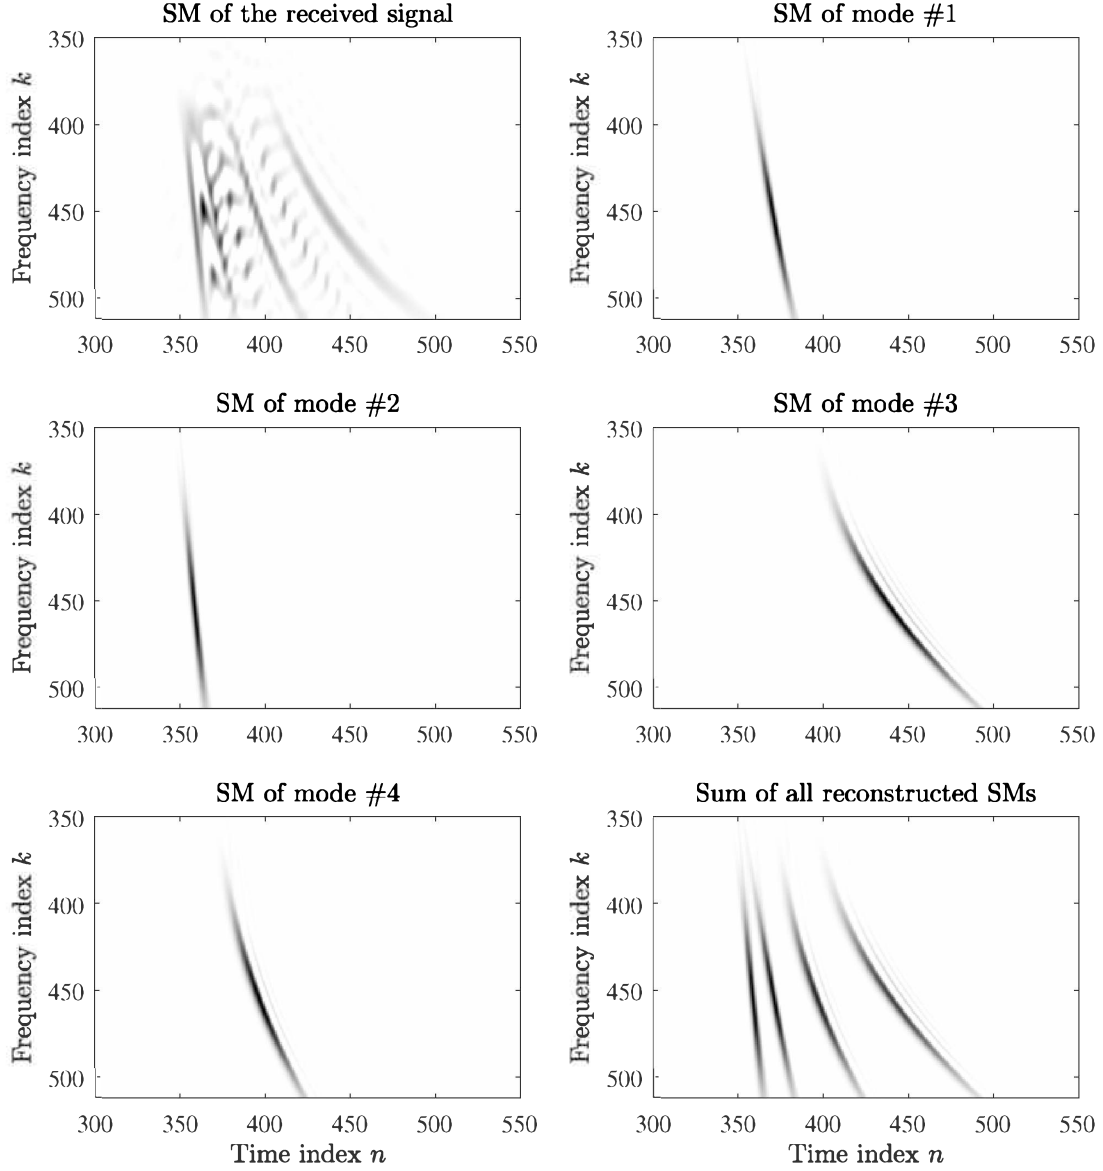 SM of the received signal
350
400
450
500
Frequency index k
300 350 400 450 500 550
SM of mode #1
350
400
450
500
Frequency index k
300 350 400 450 500 550
SM of mode #2
350
400
450
500
Frequency index k
300 350 400 450 500 550
SM of mode #3
350
400
450
500
Frequency index k
300 350 400 450 500 550
SM of mode #4
350
400
450
500
Frequency index k
300 350 400 450 500 550
Time index n
Sum of all reconstructed SMs
350
400
450
500
Frequency index k
300 350 400 450 500 550
Time index n